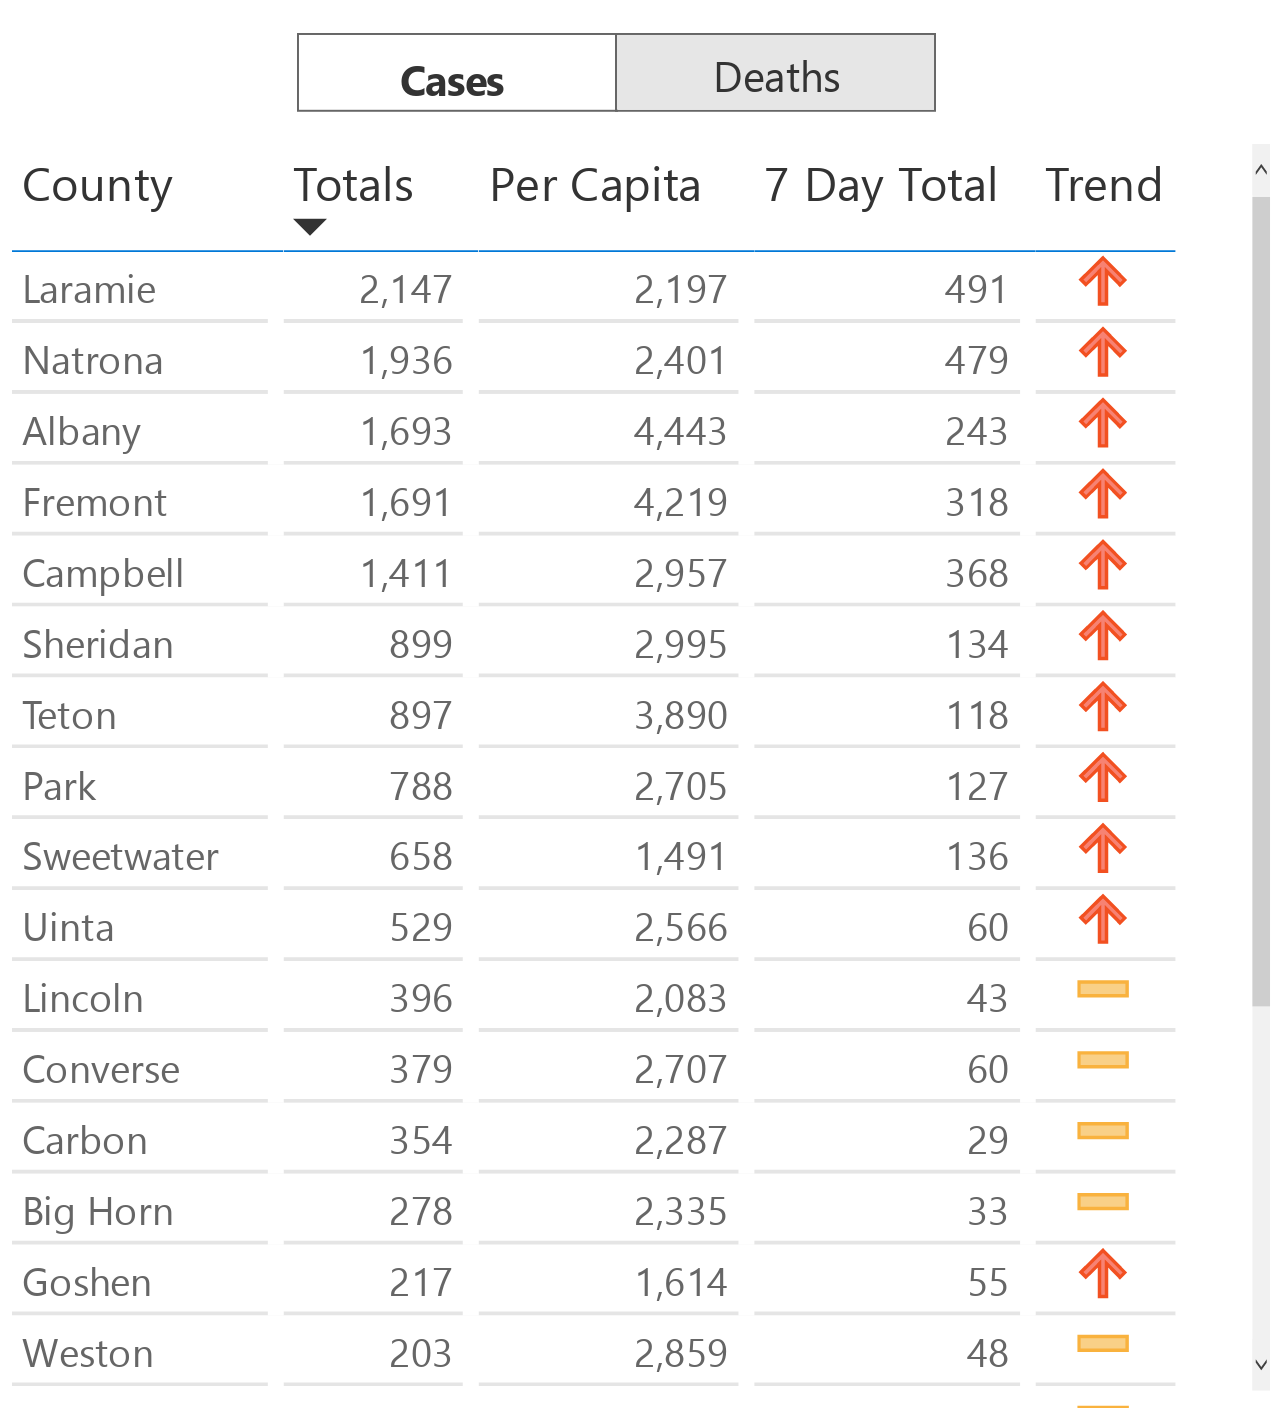 Cases Deaths
County Totals Per Capita 7 Day Total Trend
Laramie 2,147 2,197 491
Natrona 1,936 2,401 479
Albany 1,693 4,443 243
Fremont 1,691 4,219 318
Campbell 1,411 2,957 368
Sheridan 899 2,995 134
Teton 897 3,890 118
Park 788 2,705 127
Sweetwater 658 1,491 136
Uinta 529 2,566 60
Lincoln 396 2,083 43
Converse 379 2,707 60
Carbon 354 2,287 29
Big Horn 278 2,335 33
Goshen 217 1,614 55
Weston 203 2,859 48